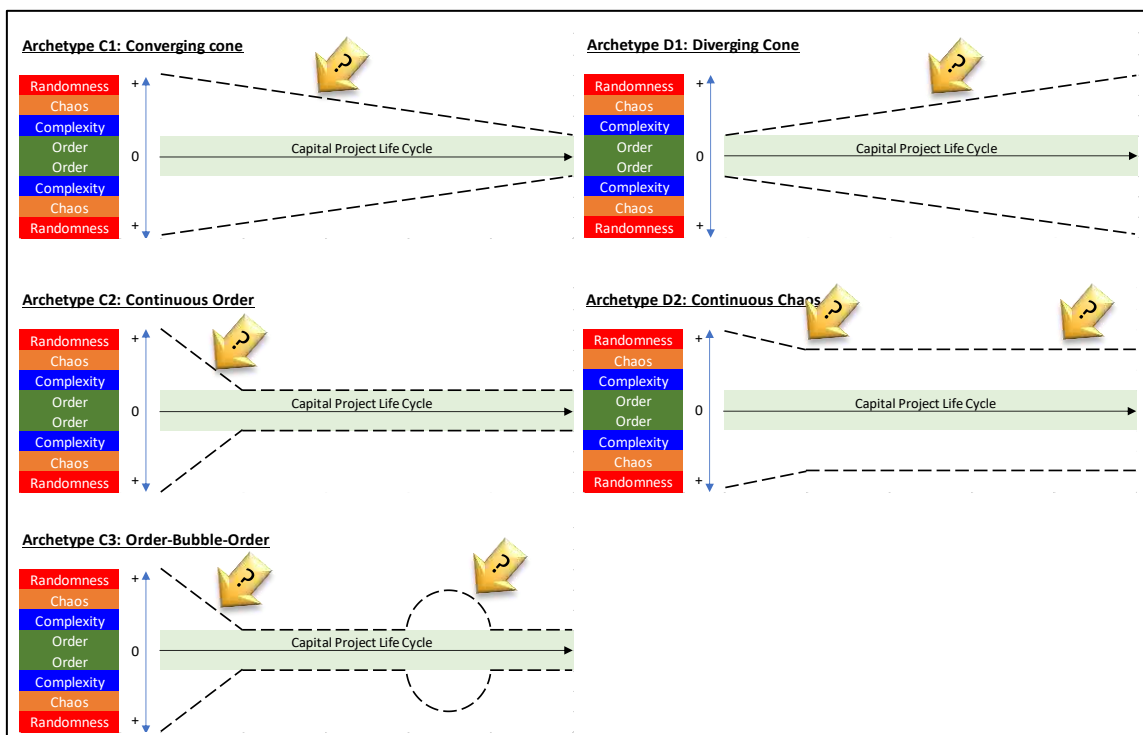 Archetype C1: Converging cone
Randomness
Chaos
Complexity
Order
Order
Complexity
Chaos
Randomness
+
0
+
?
Capital Project Life Cycle
Archetype D1: Diverging Cone
Randomness
Chaos
Complexity
Order
Order
Complexity
Chaos
Randomness
+
0
+
?
Capital Project Life Cycle
Archetype C2: Continuous Order
Randomness
Chaos
Complexity
Order
Order
Complexity
Chaos
Randomness
+
0
+
?
Capital Project Life Cycle
Archetype D2: Continuous Chaos
Randomness
Chaos
Complexity
Order
Order
Complexity
Chaos
Randomness
+
0
+
?
?
Capital Project Life Cycle
Archetype C3: Order-Bubble-Order
Randomness
Chaos
Complexity
Order
Order
Complexity
Chaos
Randomness
+
0
+
?
?
Capital Project Life Cycle